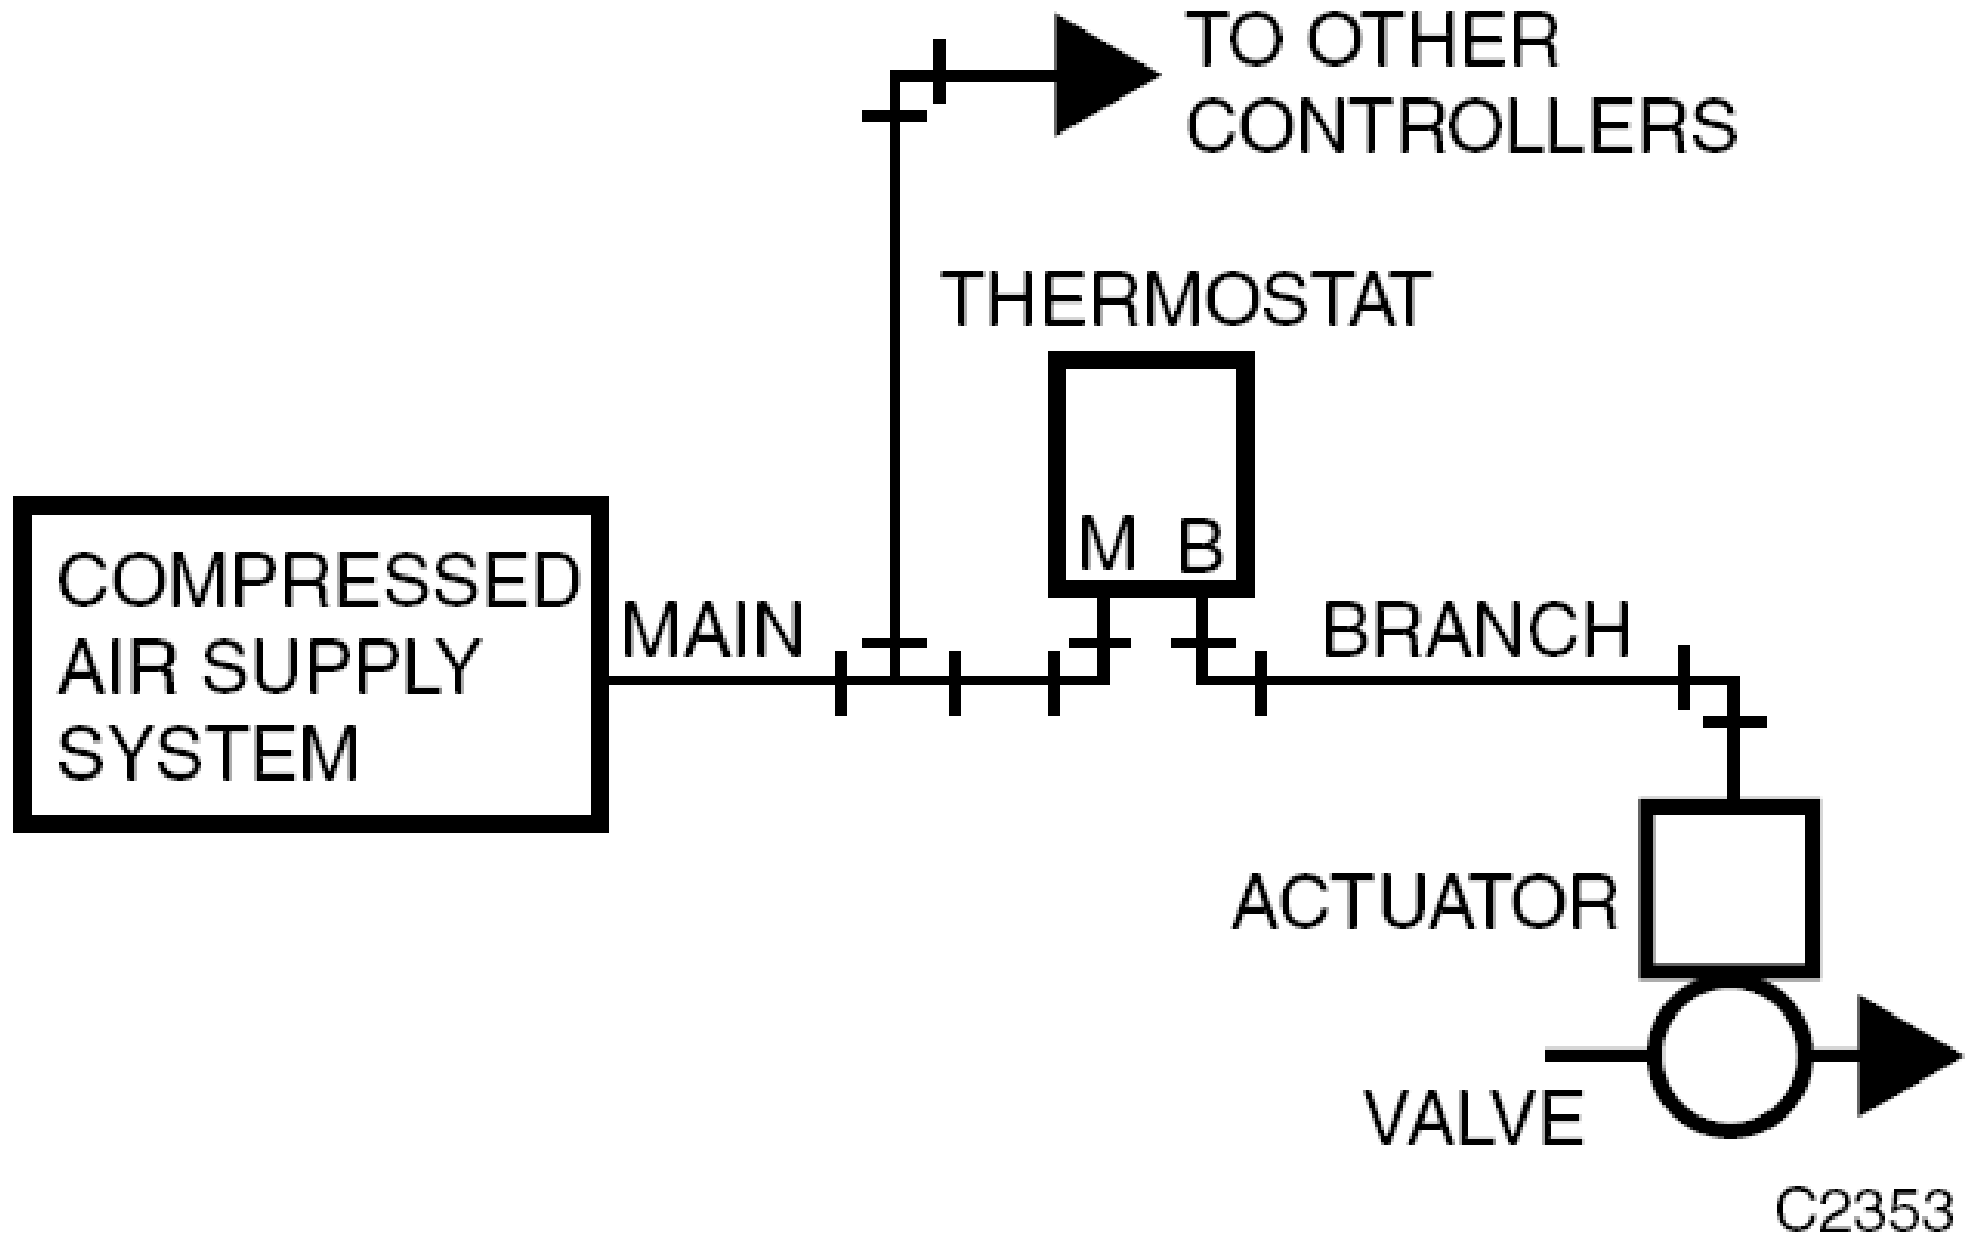 TO OTHER
CONTROLLERS
THERMOSTAT
M B
COMPRESSED
AIR SUPPLY
SYSTEM
MAIN
BRANCH
ACTUATOR
VALVE
C2353